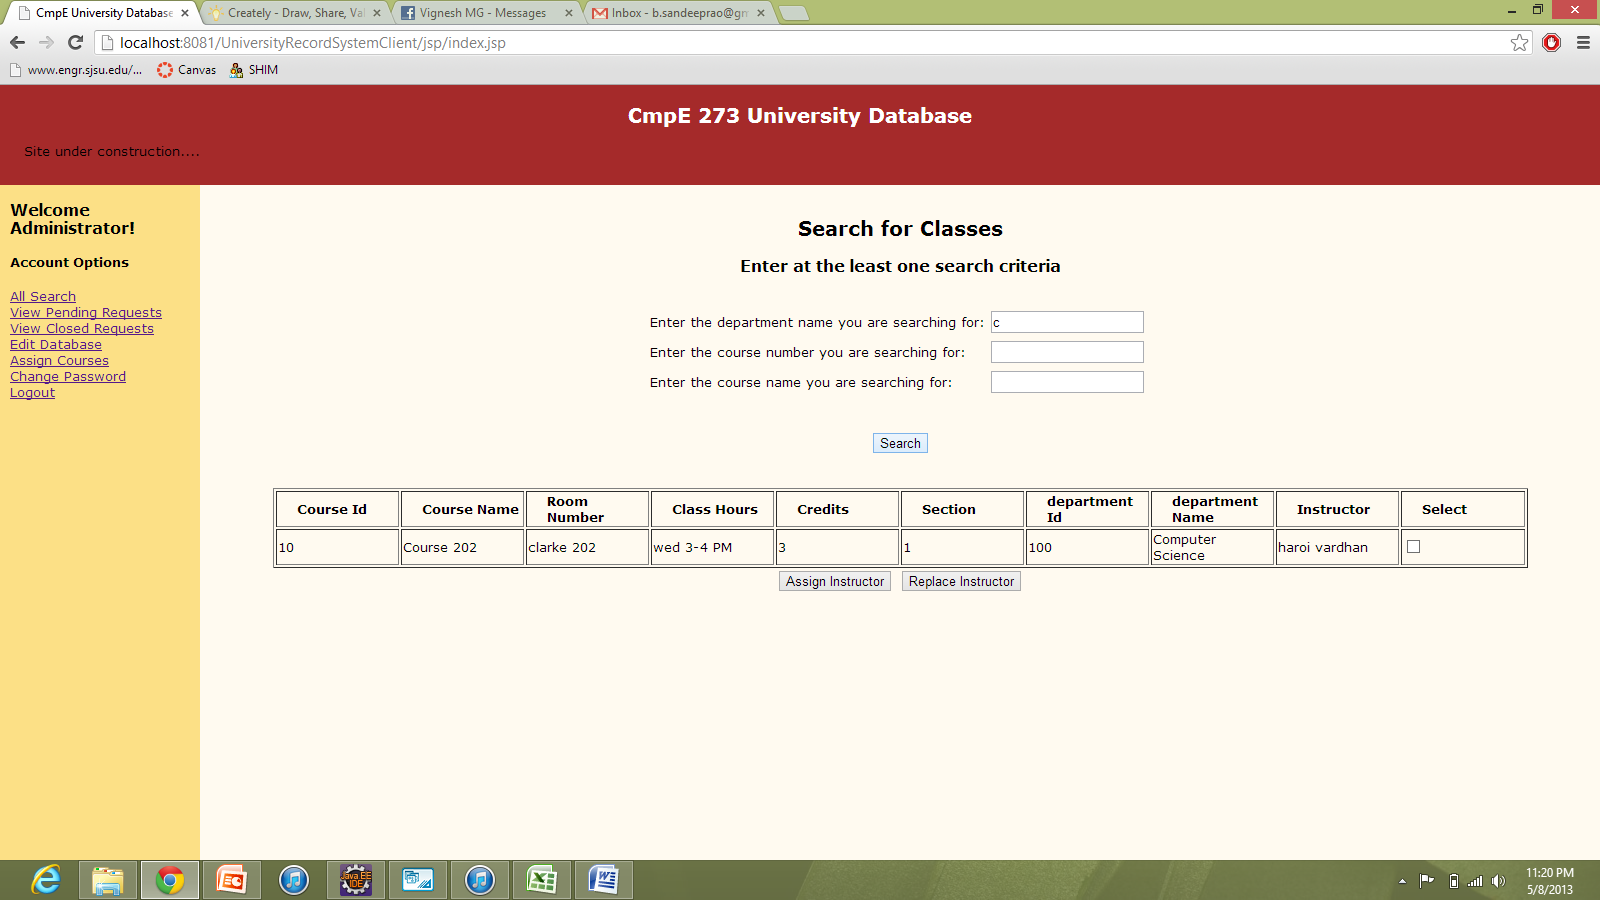 CmpE University Database
Creately - Draw, Share, Val
Vignesh MG - Messages
Inbox - b.sandeeprao@gm
localhost:8081/UniversityRecordSystemClient/jsp/index.jsp
www.engr.sjsu.edu/...
Canvas
SHIM
CmpE 273 University Database
Site under construction....
Welcome
Administrator!
Account Options
All Search
View Pending Requests
View Closed Requests
Edit Database
Assign Courses
Change Password
Logout
Search for Classes
Enter at the least one search criteria
Enter the department name you are searching for: c
Enter the course number you are searching for:
Enter the course name you are searching for:
Search
Course Id
Course Name
Room
Number
Class Hours
Credits
Section
department
Id
department
Name
Instructor
Select
10
Course 202
clarke 202
wed 3-4 PM
3
1
100
Computer
Science
haroi vardhan
Assign Instructor
Replace Instructor
Java EE
IDE
11:20 PM
5/8/2013